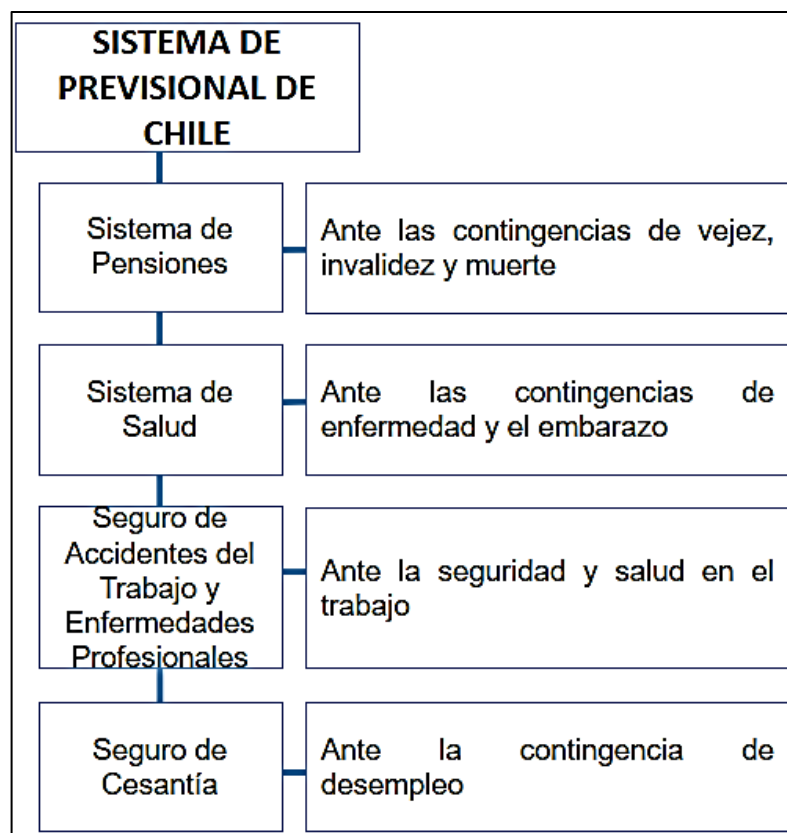 SISTEMA DE
PREVISIONAL DE
CHILE
Sistema de
Pensiones
Ante las contingencias de vejez,
invalidez y muerte
Sistema de
Salud
Ante las contingencias de
enfermedad y el embarazo
Seguro de
Accidentes del
Trabajo y
Enfermedades
Profesionales
Ante la seguridad y salud en el
trabajo
Seguro de
Cesantía
Ante la contingencia de
desempleo